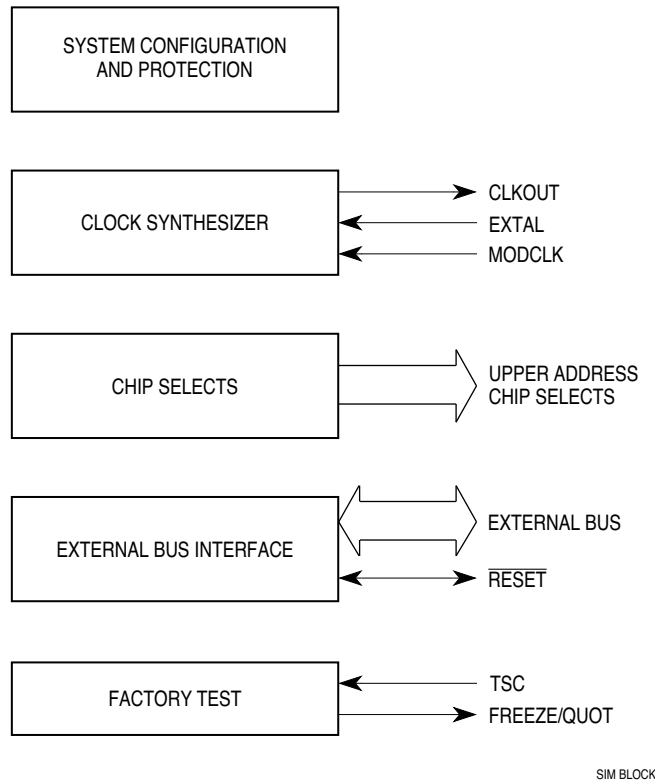 SYSTEM CONFIGURATION
AND PROTECTION
CLOCK SYNTHESIZER
CLKOUT
EXTAL
MODCLK
CHIP SELECTS
UPPER ADDRESS
CHIP SELECTS
EXTERNAL BUS INTERFACE
EXTERNAL BUS
RESET
FACTORY TEST
TSC
FREEZE/QUOT
SIM BLOCK